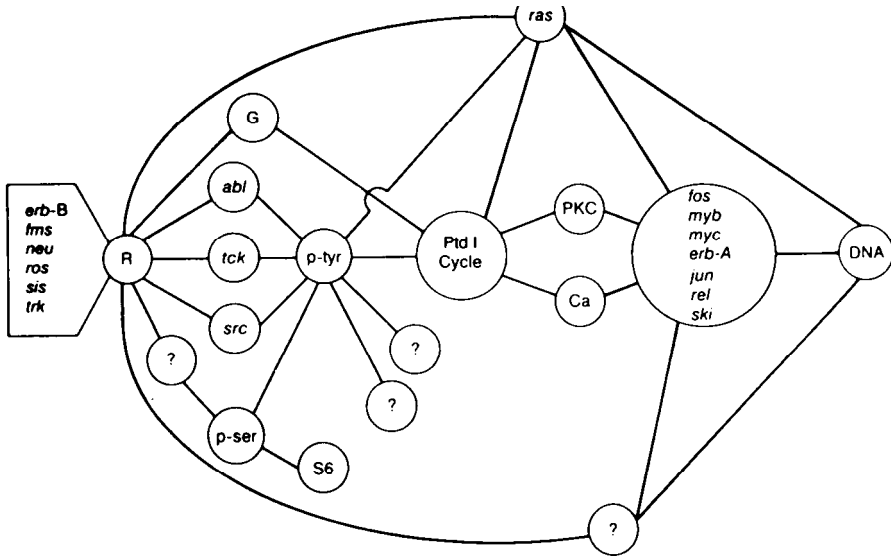 ras
G
abl
erb-B
fms
neu
ros
sis
trk
R
tck
p-tyr
src
?
p-ser
S6
?
?
Ptd I
Cycle
PKC
Ca
fos
myb
myc
erb-A
jun
rel
ski
DNA
?